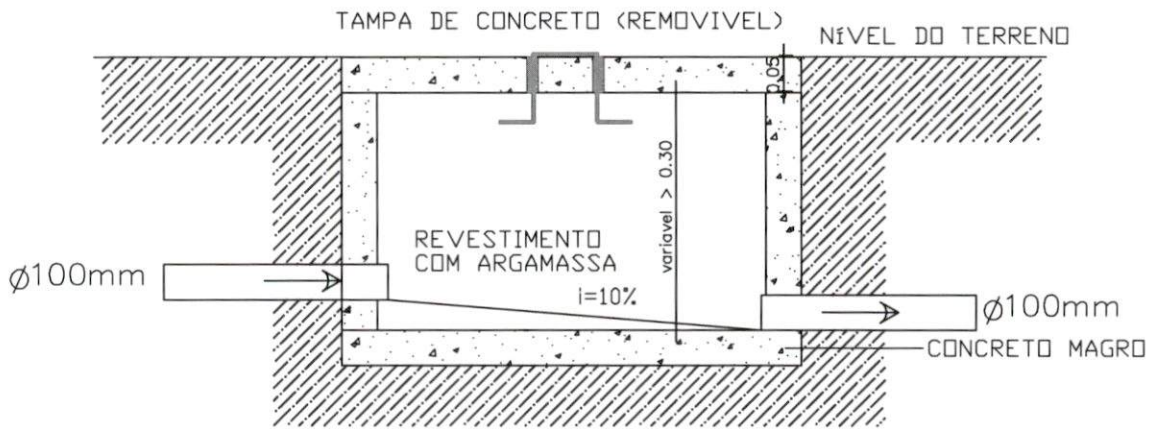 TAMPA DE CONCRETO (REMOVIVEL)
NÍVEL DO TERRENO
0.05
variavel > 0.30
REVESTIMENTO
COM ARGAMASSA
i=10%
Ø100mm
Ø100mm
CONCRETO MAGRO